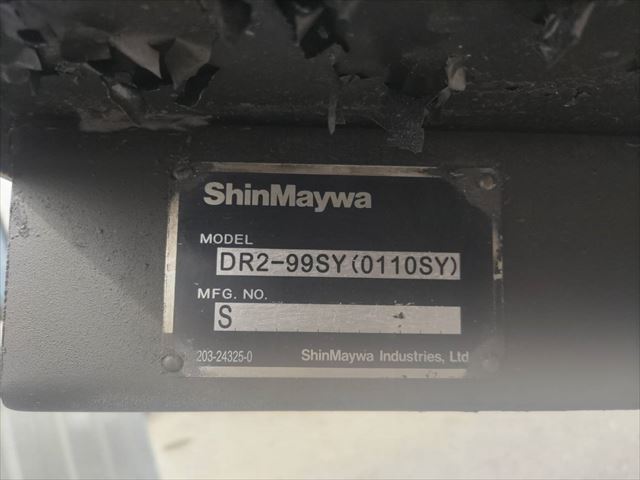 ShinMaywa
MODEL
DR2-99SY(0110SY)
MFG. NO.
S
203-24325-0 ShinMaywa Industries, Ltd